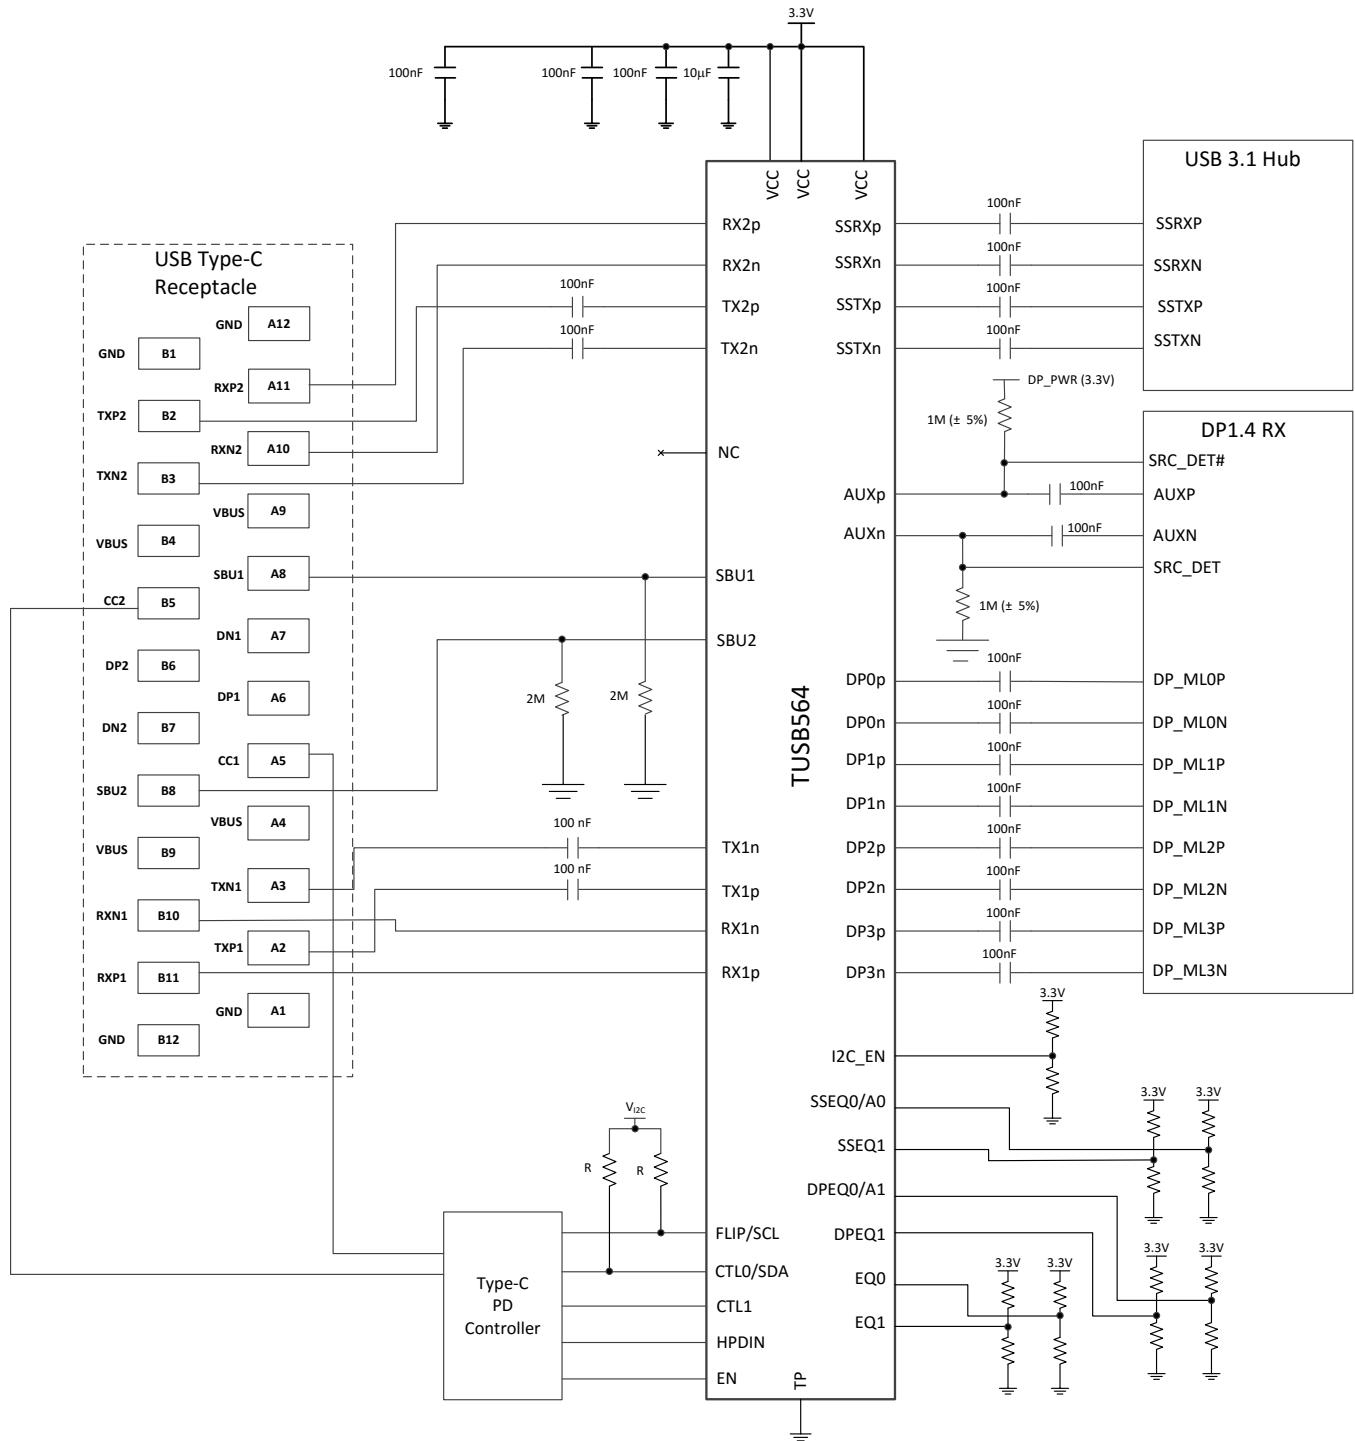 3.3V
100nF
100nF
100nF
10µF
VCC
VCC
VCC
TUSB564
RX2p
RX2n
TX2p
TX2n
NC
SBU1
SBU2
TX1n
TX1p
RX1n
RX1p
FLIP/SCL
CTL0/SDA
CTL1
HPDIN
EN
TP
SSRXp
SSRXn
SSTXp
SSTXn
AUXp
AUXn
DP0p
DP0n
DP1p
DP1n
DP2p
DP2n
DP3p
DP3n
I2C_EN
SSEQ0/A0
SSEQ1
DPEQ0/A1
DPEQ1
EQ0
EQ1
USB Type-C
Receptacle
GND A12
GND B1
RXP2 A11
TXP2 B2
RXN2 A10
TXN2 B3
VBUS A9
VBUS B4
SBU1 A8
CC2 B5
DN1 A7
DP2 B6
DP1 A6
DN2 B7
CC1 A5
SBU2 B8
VBUS A4
VBUS B9
TXN1 A3
RXN1 B10
TXP1 A2
RXP1 B11
GND A1
GND B12
100nF
100nF
2M
2M
100 nF
100 nF
VI2C
R
R
Type-C
PD
Controller
USB 3.1 Hub
100nF
SSRXP
100nF
SSRXN
100nF
SSTXP
100nF
SSTXN
DP_PWR (3.3V)
1M (± 5%)
DP1.4 RX
SRC_DET#
100nF
AUXP
100nF
AUXN
SRC_DET
1M (± 5%)
100nF
DP_ML0P
100nF
DP_ML0N
100nF
DP_ML1P
100nF
DP_ML1N
100nF
DP_ML2P
100nF
DP_ML2N
100nF
DP_ML3P
100nF
DP_ML3N
3.3V
3.3V
3.3V
3.3V
3.3V
3.3V
3.3V